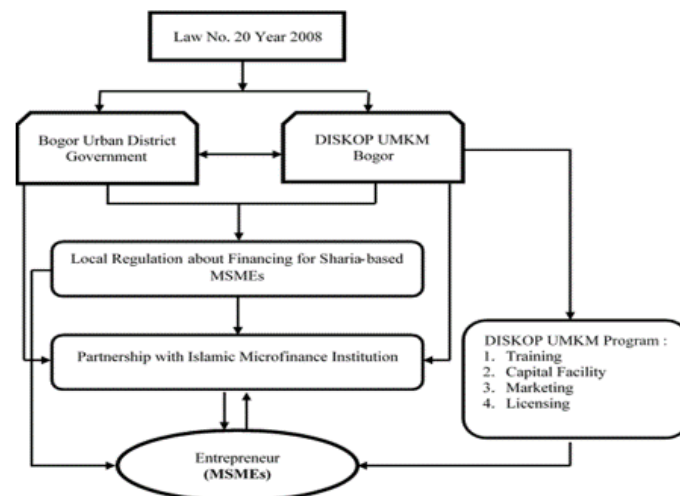 Law No. 20 Year 2008
Bogor Urban District
Government
DISKOP UMKM
Bogor
Local Regulation about Financing for Sharia-based
MSMEs
Partnership with Islamic Microfinance Institution
DISKOP UMKM Program :
1. Training
2. Capital Facility
3. Marketing
4. Licensing
Entrepreneur
(MSMEs)